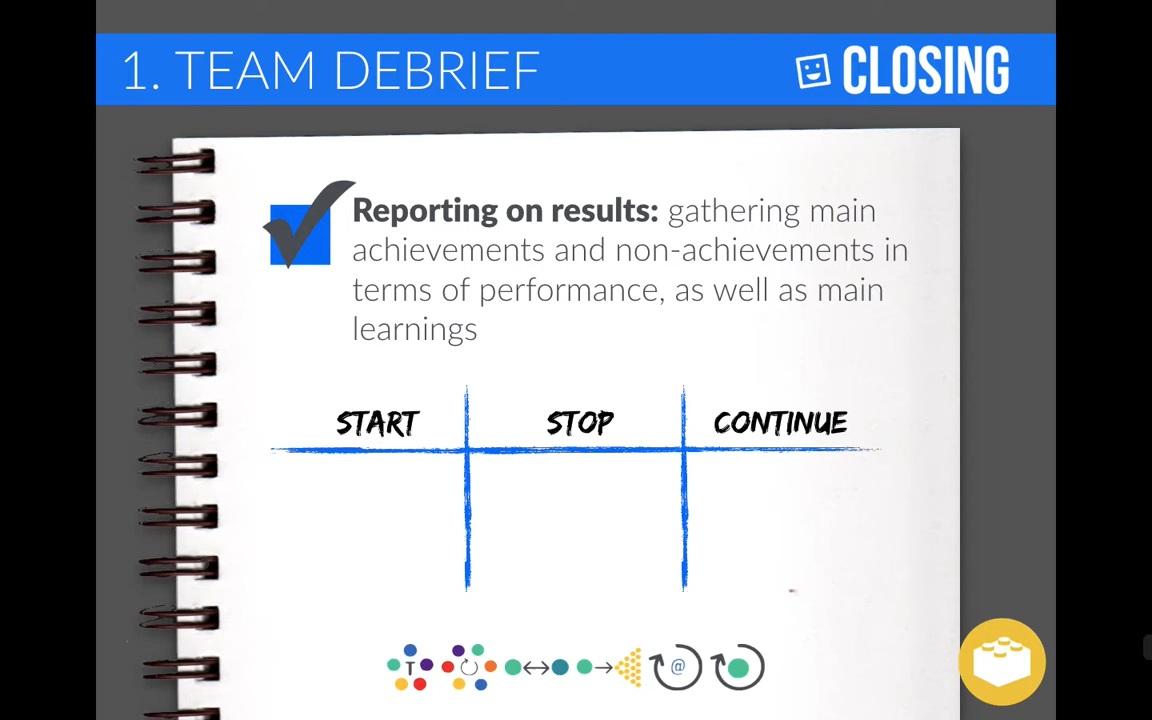 1. TEAM DEBRIEF
CLOSING
Reporting on results: gathering main
achievements and non-achievements in
terms of performance, as well as main
learnings
START STOP CONTINUE
T @